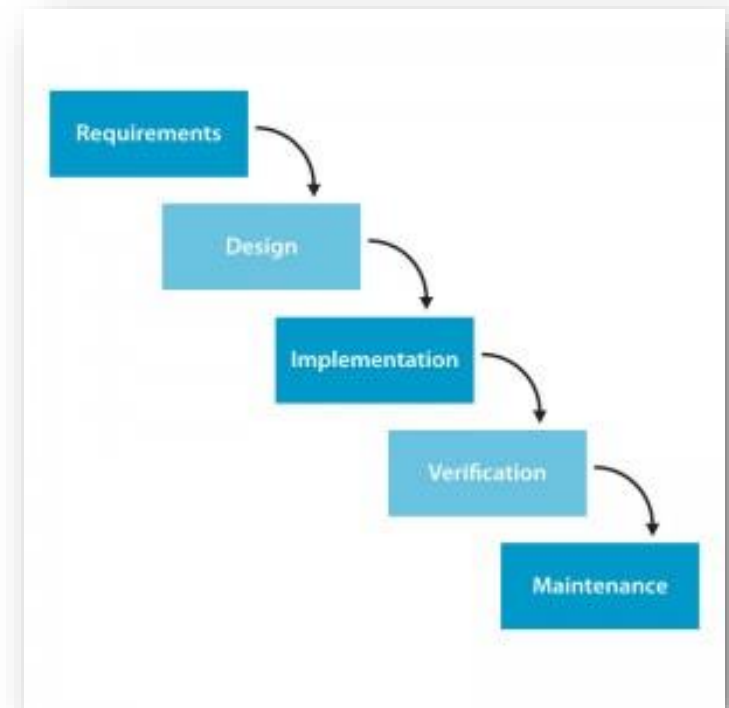 Requirements
Design
Implementation
Verification
Maintenance